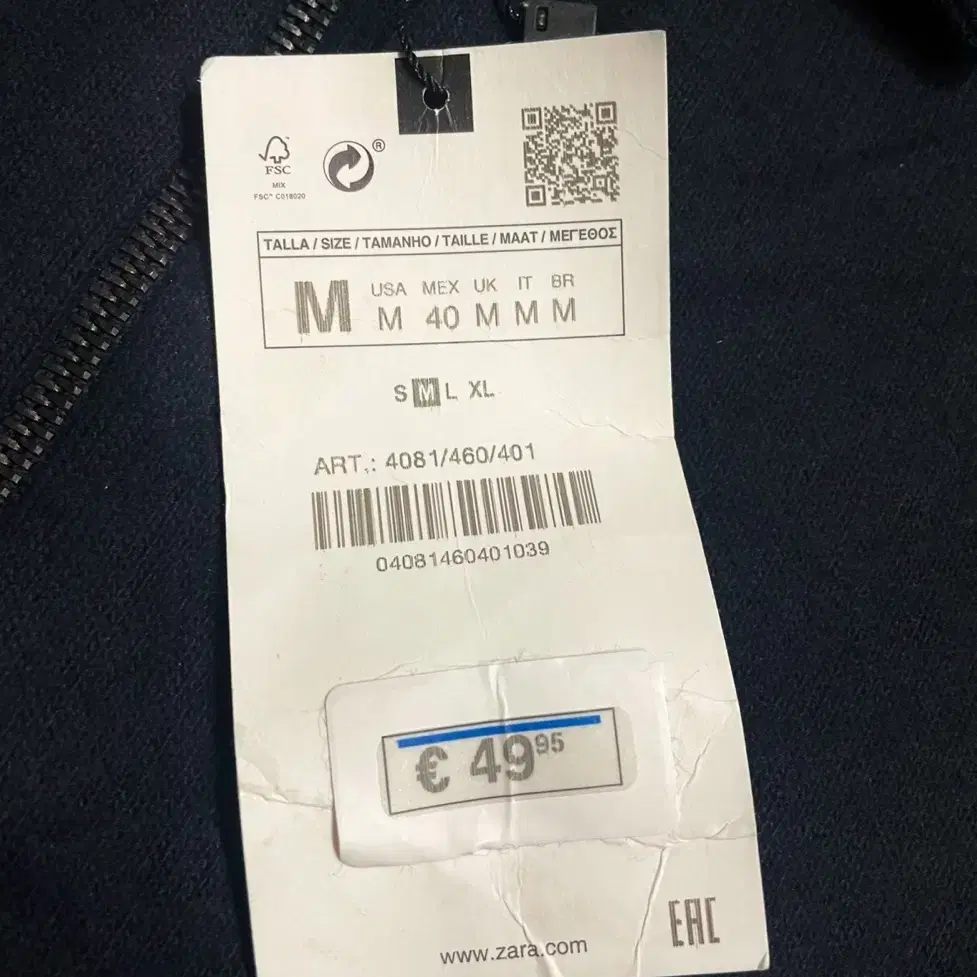 FSC
MIX
FSC™ C018020
®
TALLA / SIZE / TAMANHO / TAILLE / MAAT / ΜΕΓΕΘΟΣ
M
USA MEX UK IT BR
M 40 M M M
S M L XL
ART.: 4081/460/401
04081460401039
€ 49 95
www.zara.com
EAC